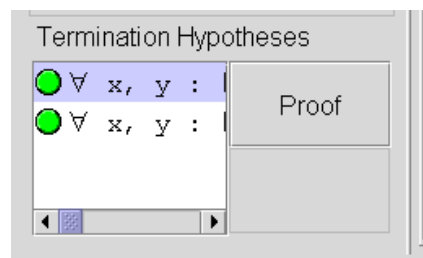 Termination Hypotheses
∀ x, y :
∀ x, y :
Proof